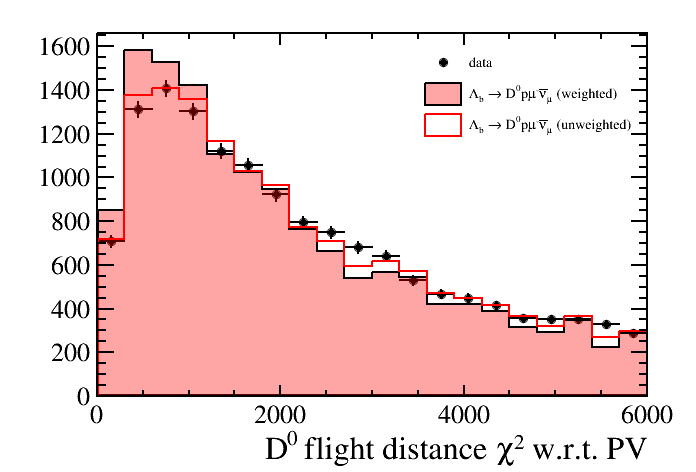 1600
1400
1200
1000
800
600
400
200
0
data
Λb → D⁰pμ ν̅μ (weighted)
Λb → D⁰pμ ν̅μ (unweighted)
0 2000 4000 6000
D⁰ flight distance χ² w.r.t. PV